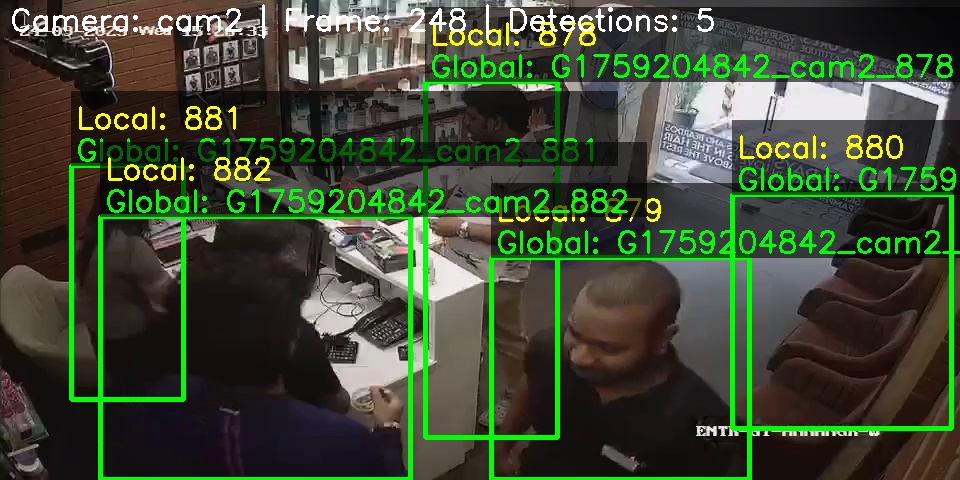 Camera: cam2 | Frame: 248 | Detections: 5
Local: 878
Global: G1759204842_cam2_878
Local: 881
Global: G1759204842_cam2_881
Local: 880
Global: G1759
Local: 882
Global: G1759204842_cam2_882
Local: 879
Global: G1759204842_cam2_